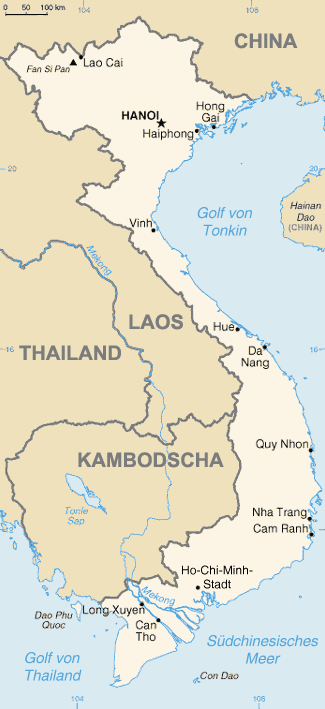 0 50 100 km
104
108
CHINA
Lao Cai
Fan Si Pan
HANOI
Hong
Gai
Haiphong
20
20
Hainan
Dao
(CHINA)
Golf von
Tonkin
Vinh
Mekong
LAOS
Hue
THAILAND
Da
Nang
16
16
Quy Nhon
KAMBODSCHA
Tonle
Sap
Nha Trang
Cam Ranh
Ho-Chi-Minh-
Stadt
Mekong
Long Xuyen
Dao Phu
Quoc
Can
Tho
Südchinesisches
Meer
Golf von
Thailand
Con Dao
104
108